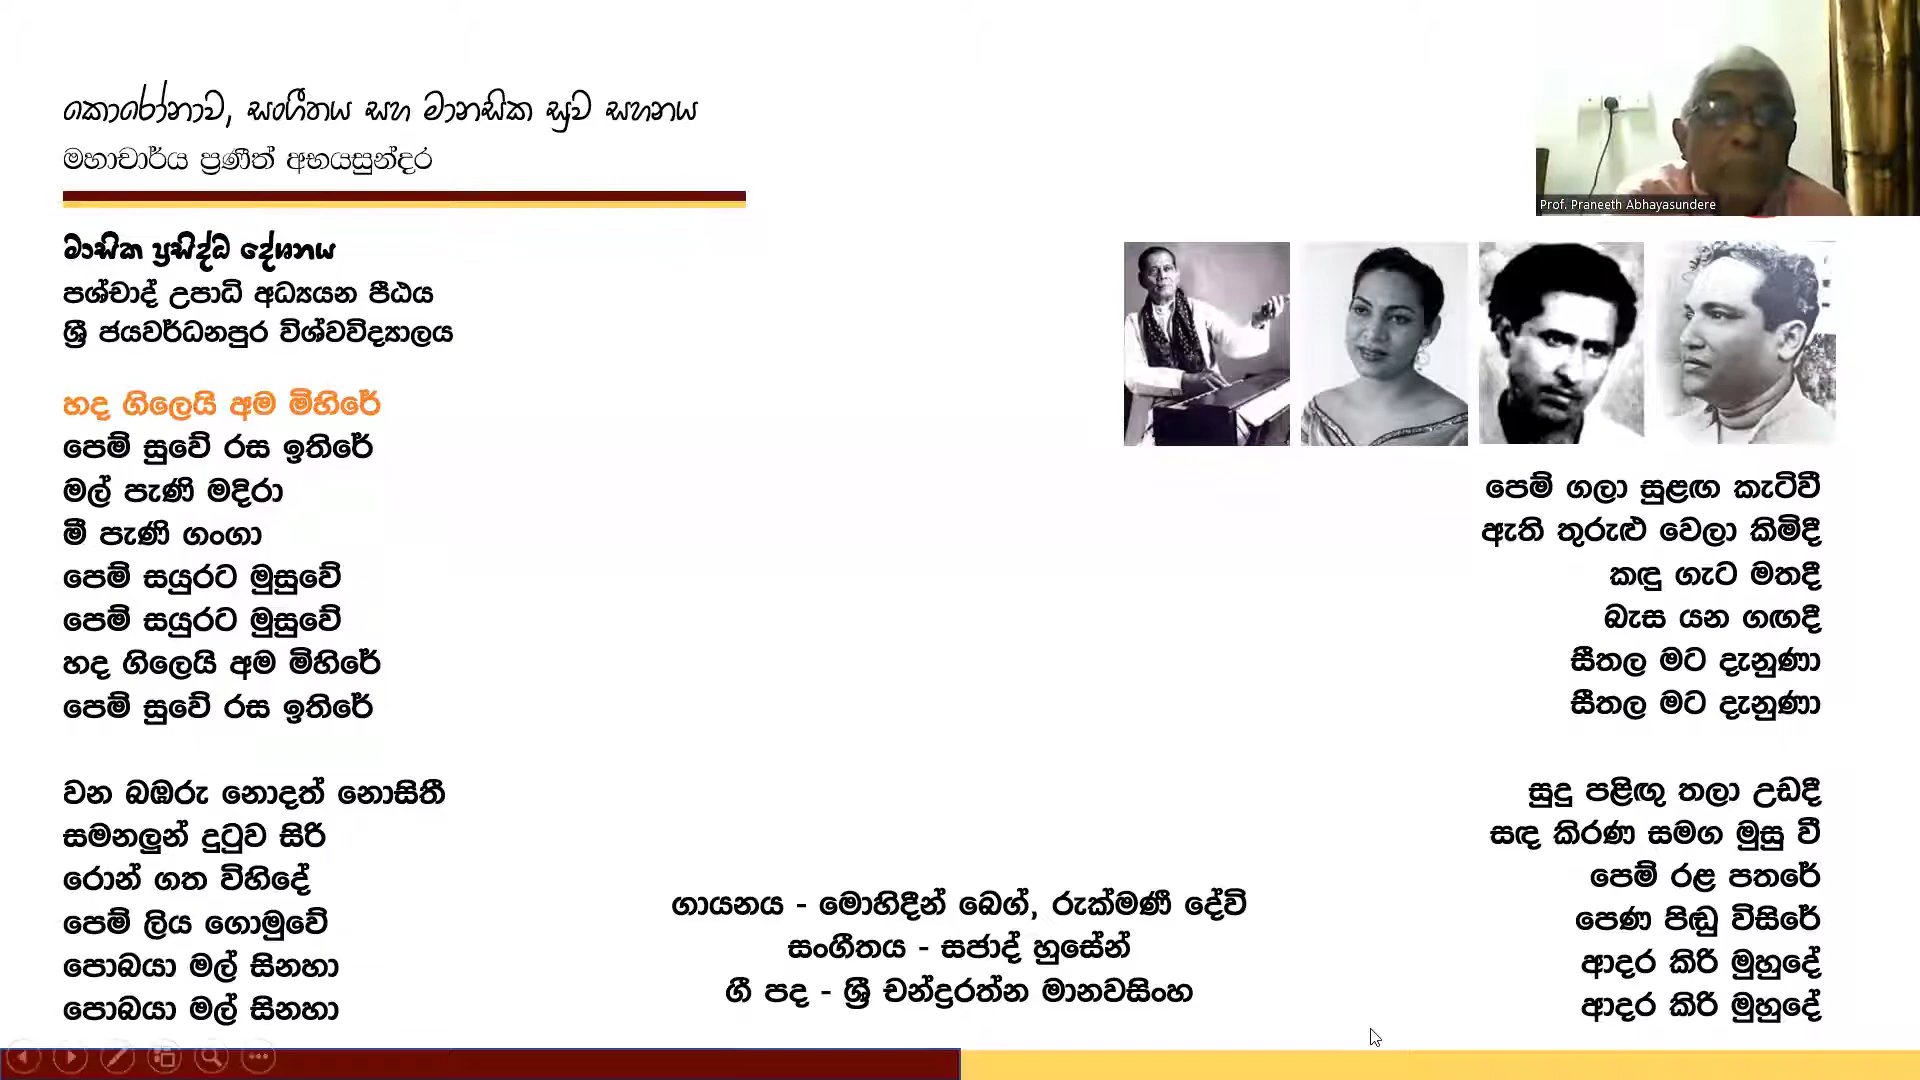 කොරෝනාව, සංගීතය සහ මානසික සුව සහනය
මහාචාර්ය ප්‍රණීත් අභයසුන්දර
Prof. Praneeth Abhayasundere
මාසික ප්‍රසිද්ධ දේශනය
පශ්චාද් උපාධි අධ්‍යයන පීඨය
ශ්‍රී ජයවර්ධනපුර විශ්වවිද්‍යාලය
හද ගිලෙයි අම මිහිරේ
පෙම් සුවේ රස ඉතිරේ
මල් පැණි මදිරා
මී පැණි ගංගා
පෙම් සයුරට මුසුවේ
පෙම් සයුරට මුසුවේ
හද ගිලෙයි අම මිහිරේ
පෙම් සුවේ රස ඉතිරේ
වන බඹරු නොදත් නොසිතී
සමනලුන් දුටුව සිරි
රොන් ගත විහිදේ
පෙම් ලිය ගොමුවේ
පොබයා මල් සිනහා
පොබයා මල් සිනහා
ගායනය - මොහිදීන් බෙග්, රුක්මණී දේවි
සංගීතය - සජාද් හුසේන්
ගී පද - ශ්‍රී චන්ද්‍රරත්න මානවසිංහ
පෙම් ගලා සුළඟ කැටිවී
ඇති තුරුළු වෙලා කිමිදී
කඳු ගැට මතදී
බැස යන ගඟදී
සීතල මට දැනුණා
සීතල මට දැනුණා
සුදු පළිඟු තලා උඩදී
සඳ කිරණ සමග මුසු වී
පෙම් රළ පතරේ
පෙණ පිඬු විසිරේ
ආදර කිරි මුහුදේ
ආදර කිරි මුහුදේ